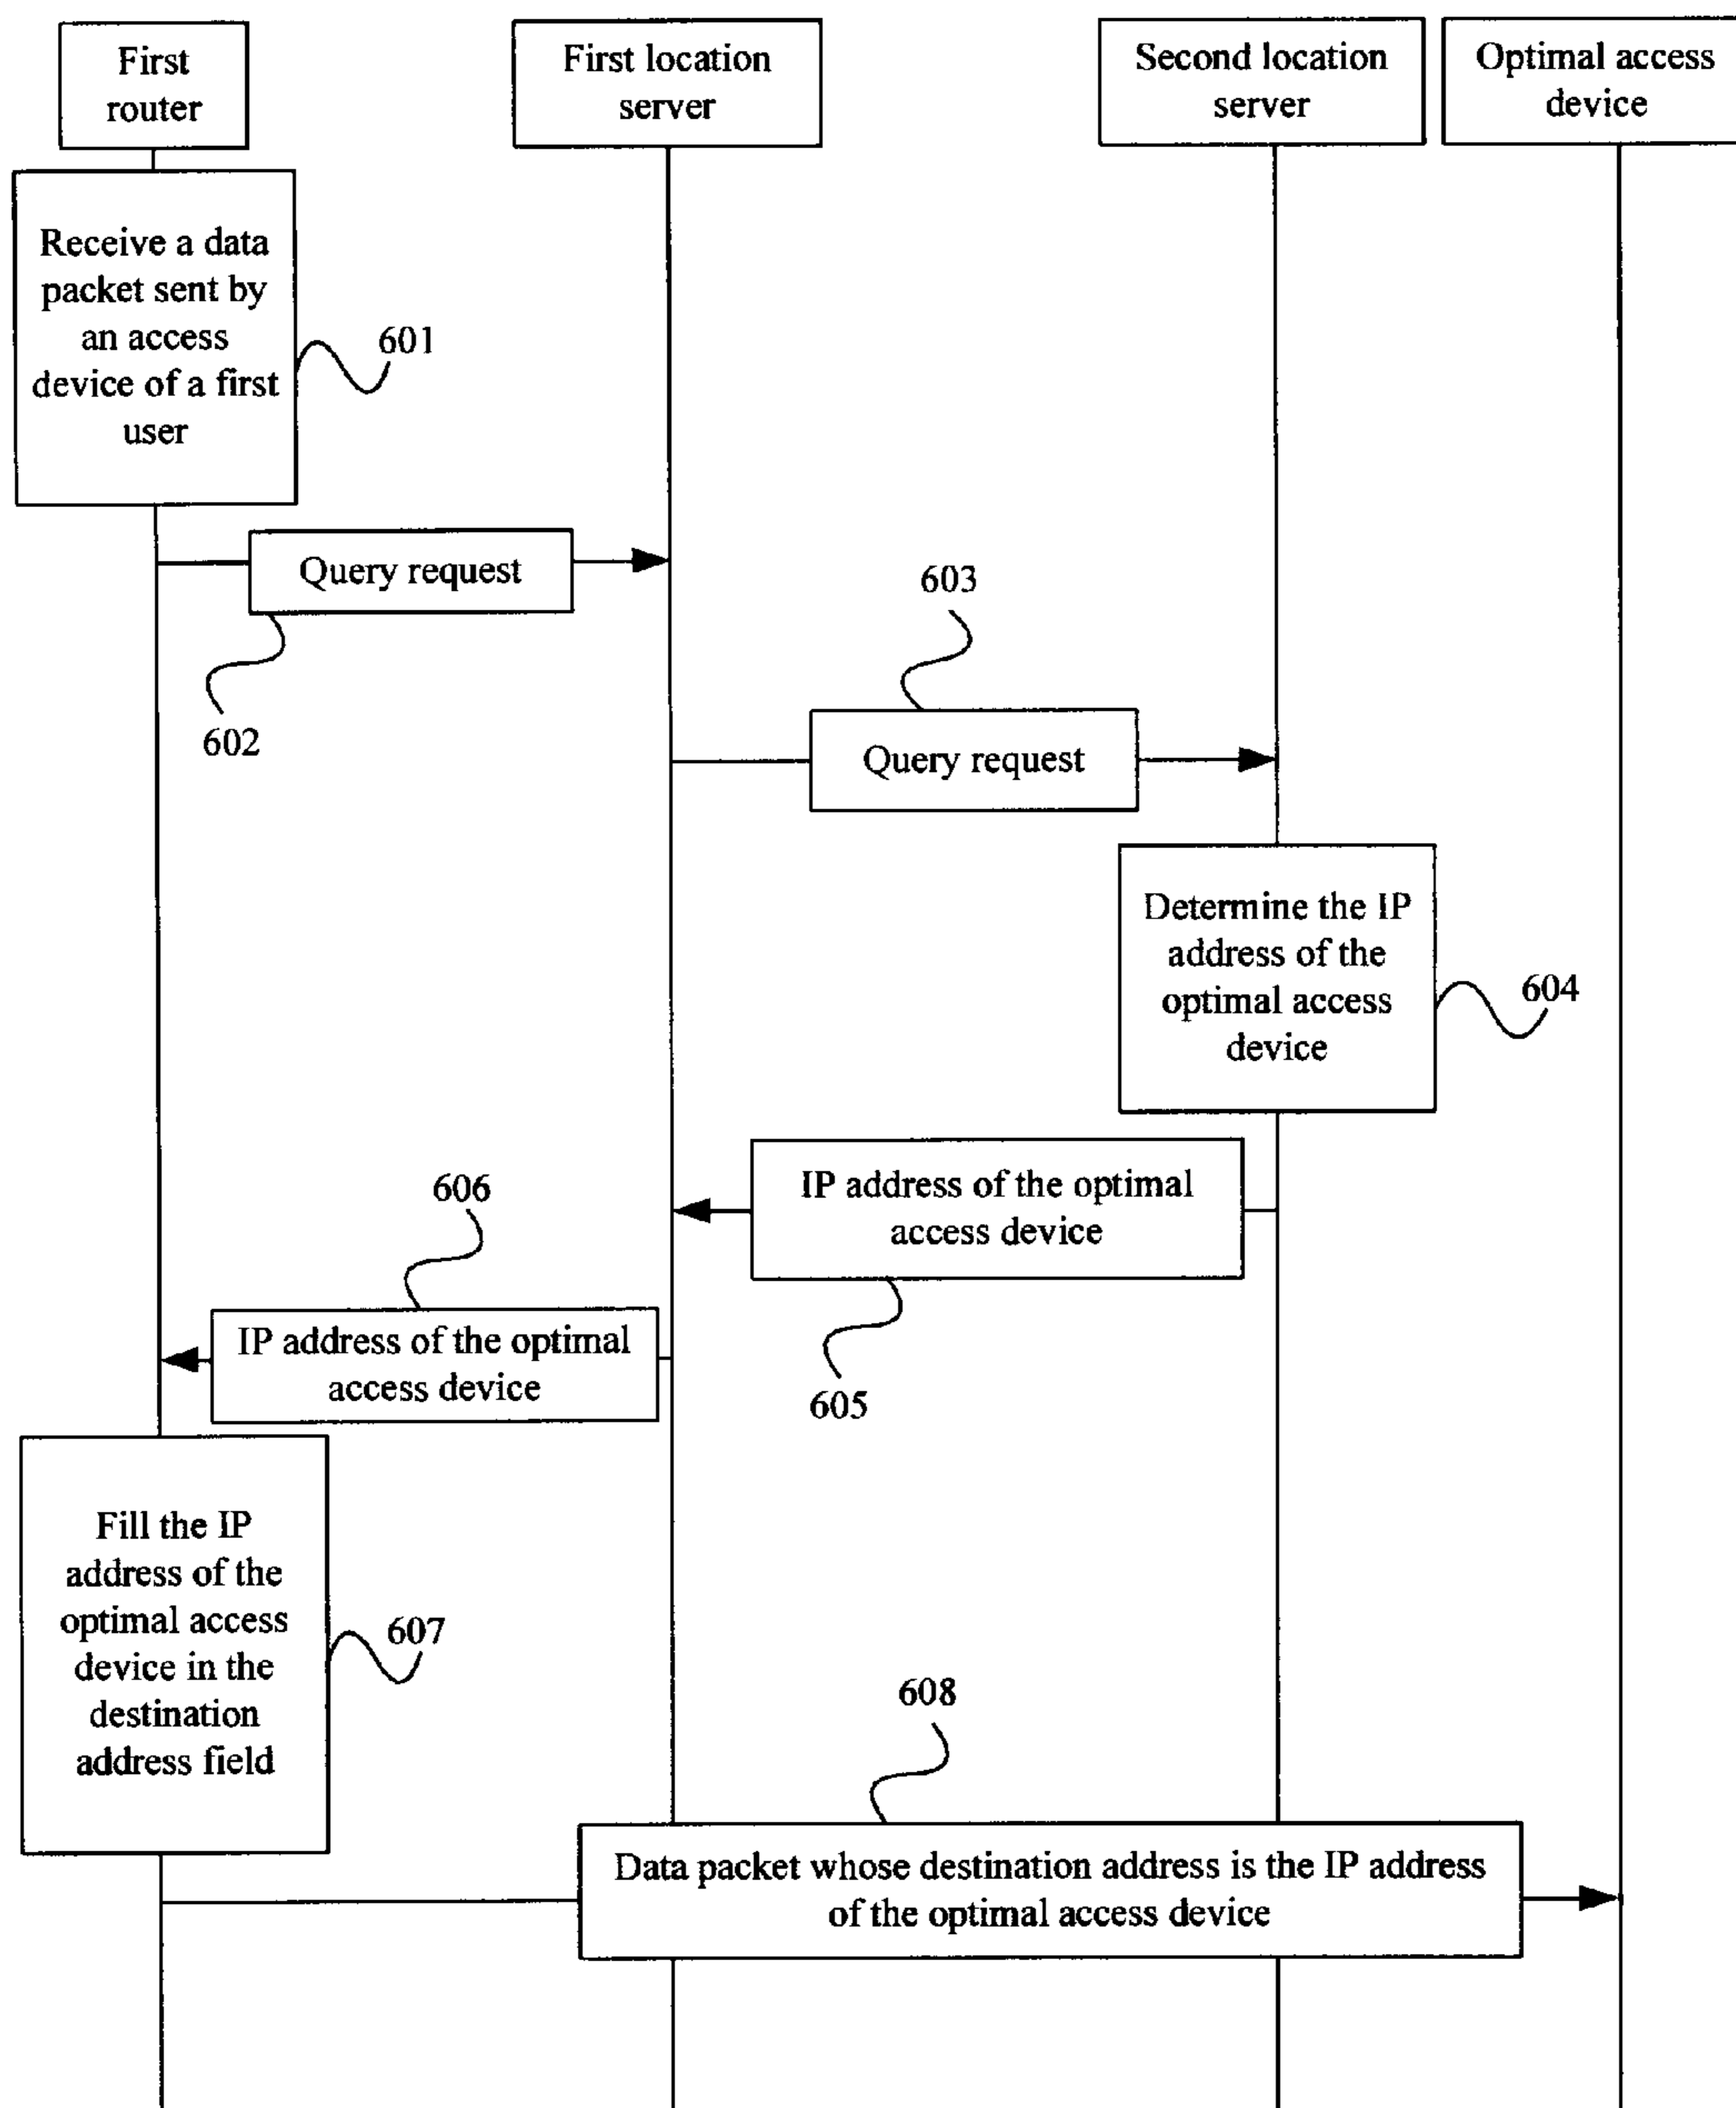 First
router
First location
server
Second location
server
Optimal access
device
Receive a data
packet sent by
an access
device of a first
user
601
Query request
602
603
Query request
Determine the IP
address of the
optimal access
device
604
IP address of the optimal
access device
605
606
IP address of the optimal
access device
Fill the IP
address of the
optimal access
device in the
destination
address field
607
608
Data packet whose destination address is the IP address
of the optimal access device